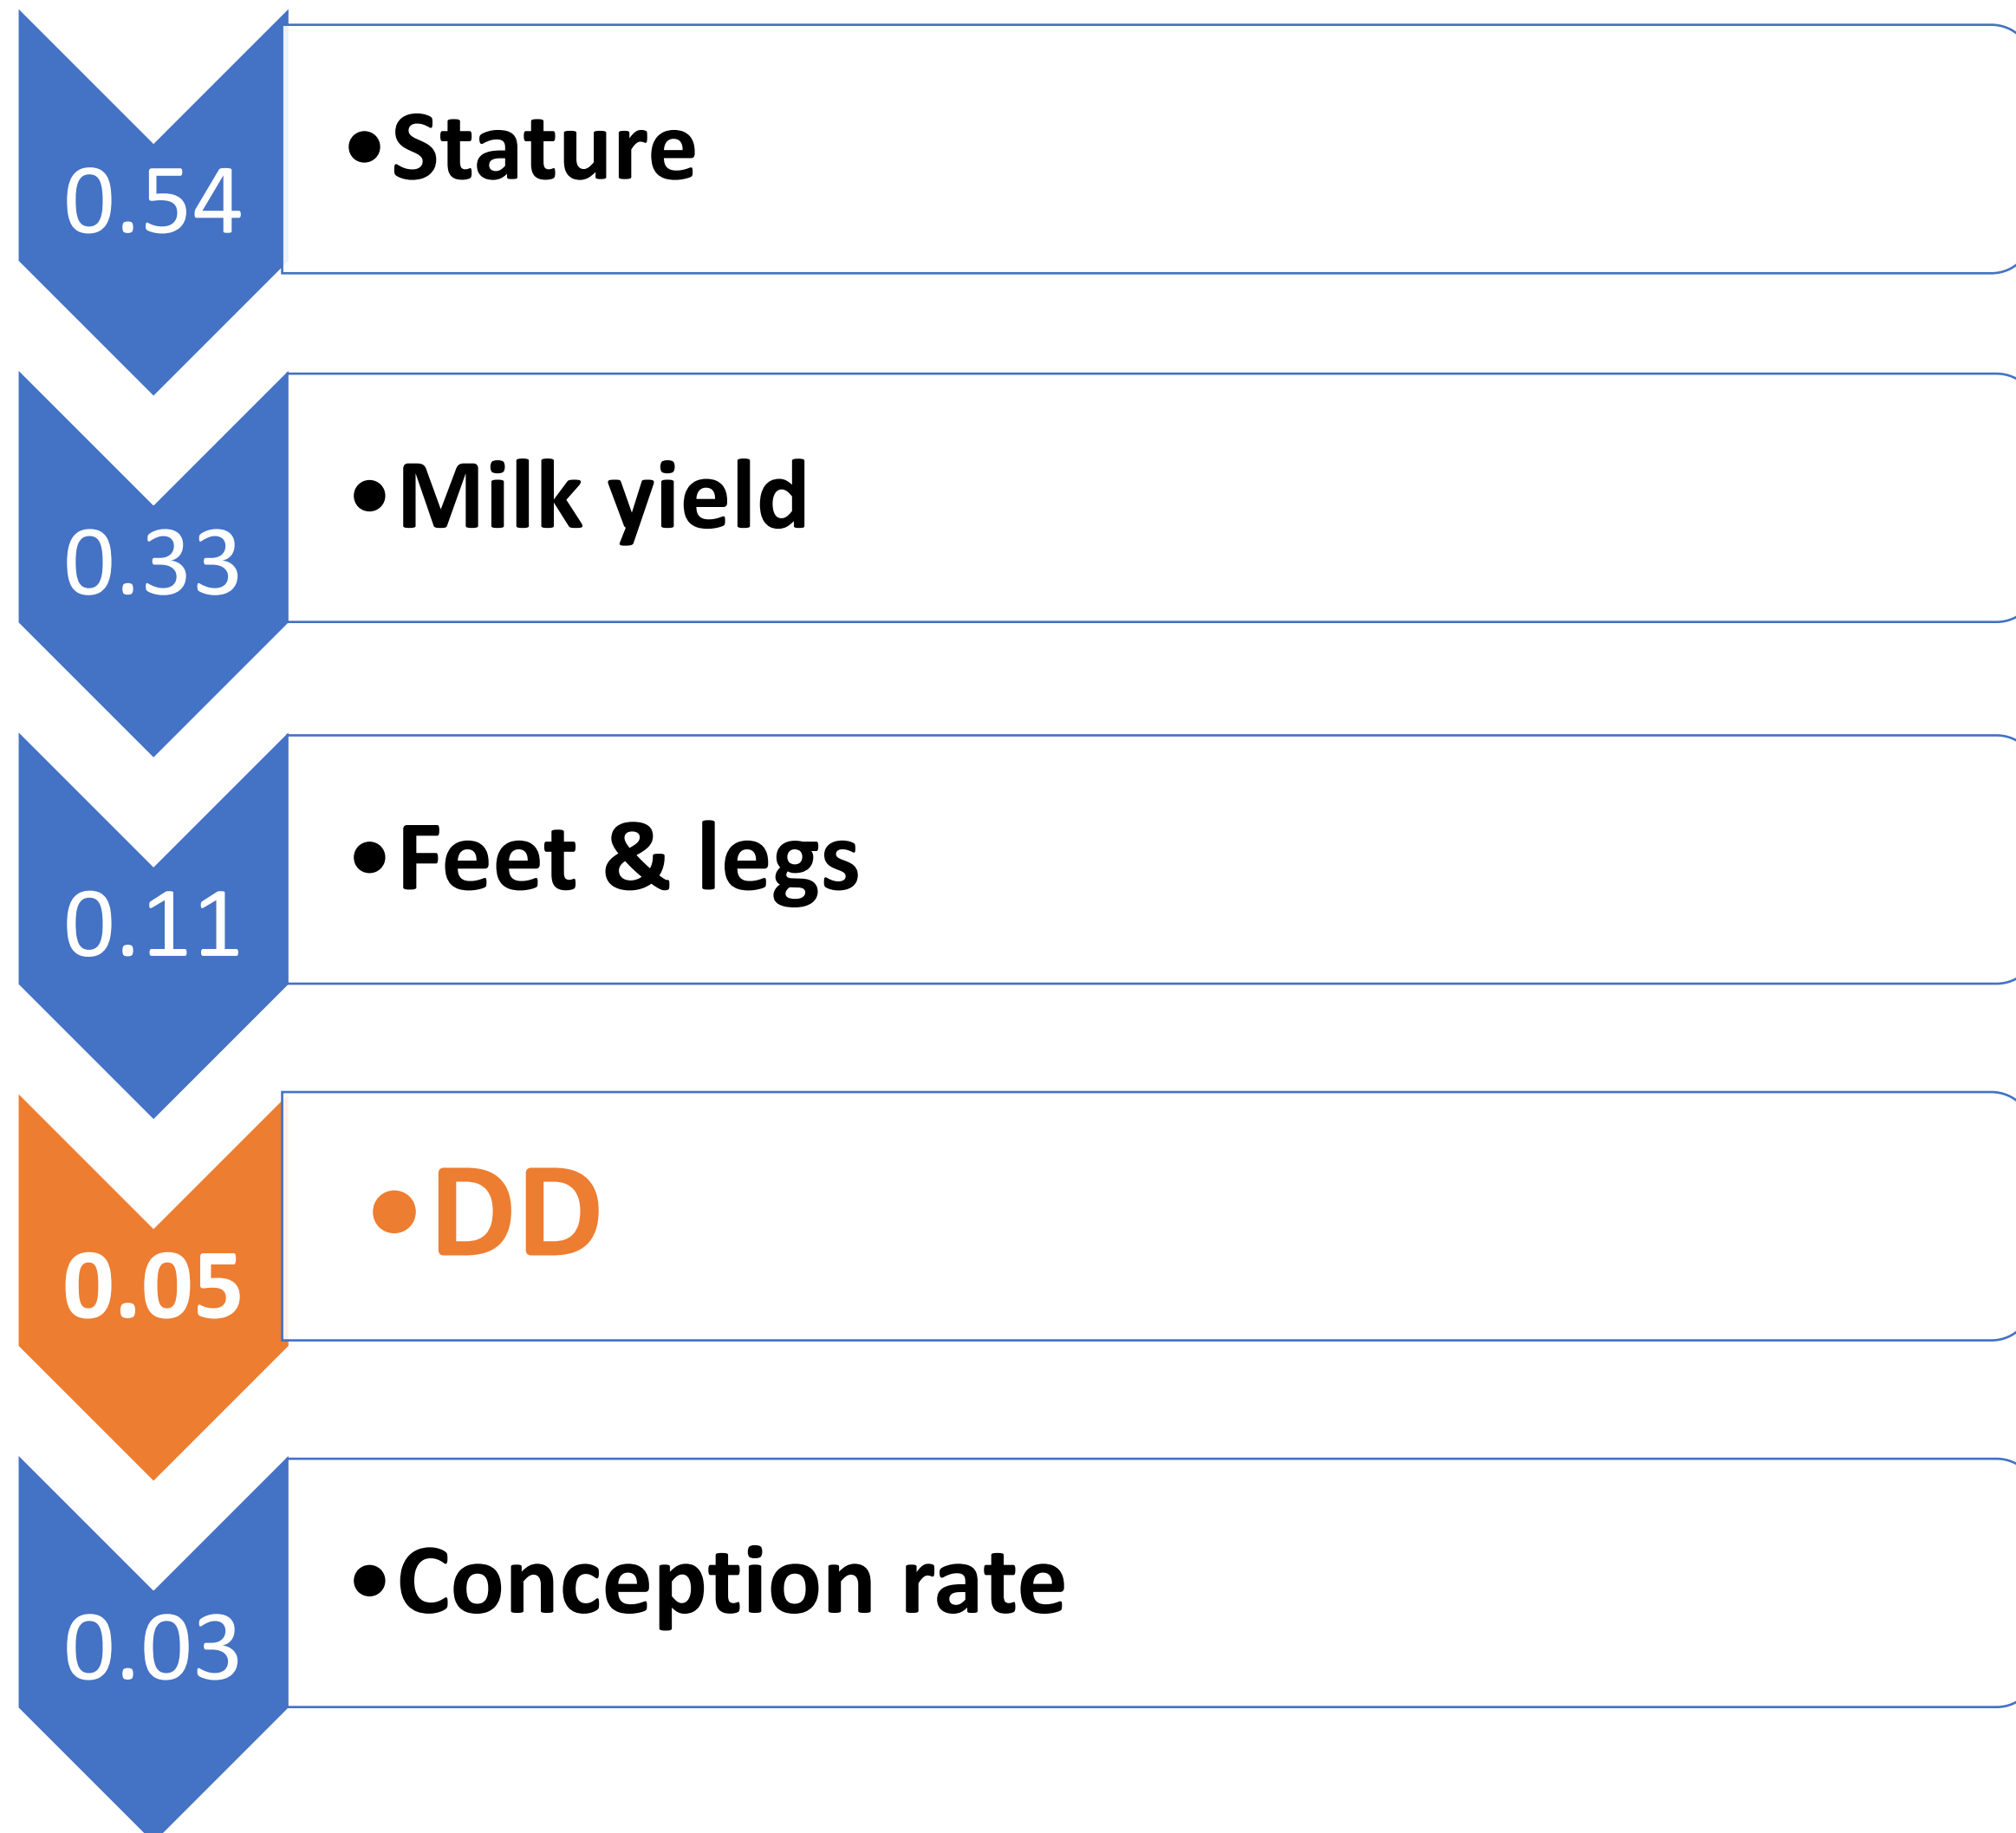 0.54
•Stature
0.33
•Milk yield
0.11
•Feet & legs
0.05
•DD
0.03
•Conception rate